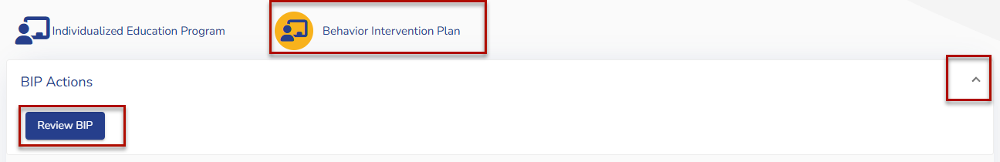 Individualized Education Program
Behavior Intervention Plan
BIP Actions
Review BIP